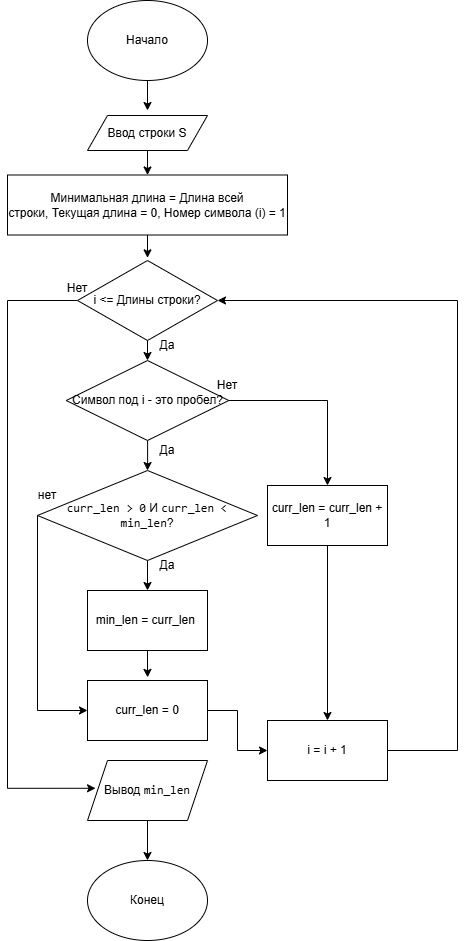 Начало
Ввод строки S
Минимальная длина = Длина всей
строки, Текущая длина = 0, Номер символа (i) = 1
Нет
i <= Длины строки?
Да
Нет
Символ под i - это пробел?
Да
нет
curr_len > 0 И curr_len <
min_len?
curr_len = curr_len +
1
Да
min_len = curr_len
curr_len = 0
i = i + 1
Вывод min_len
Конец